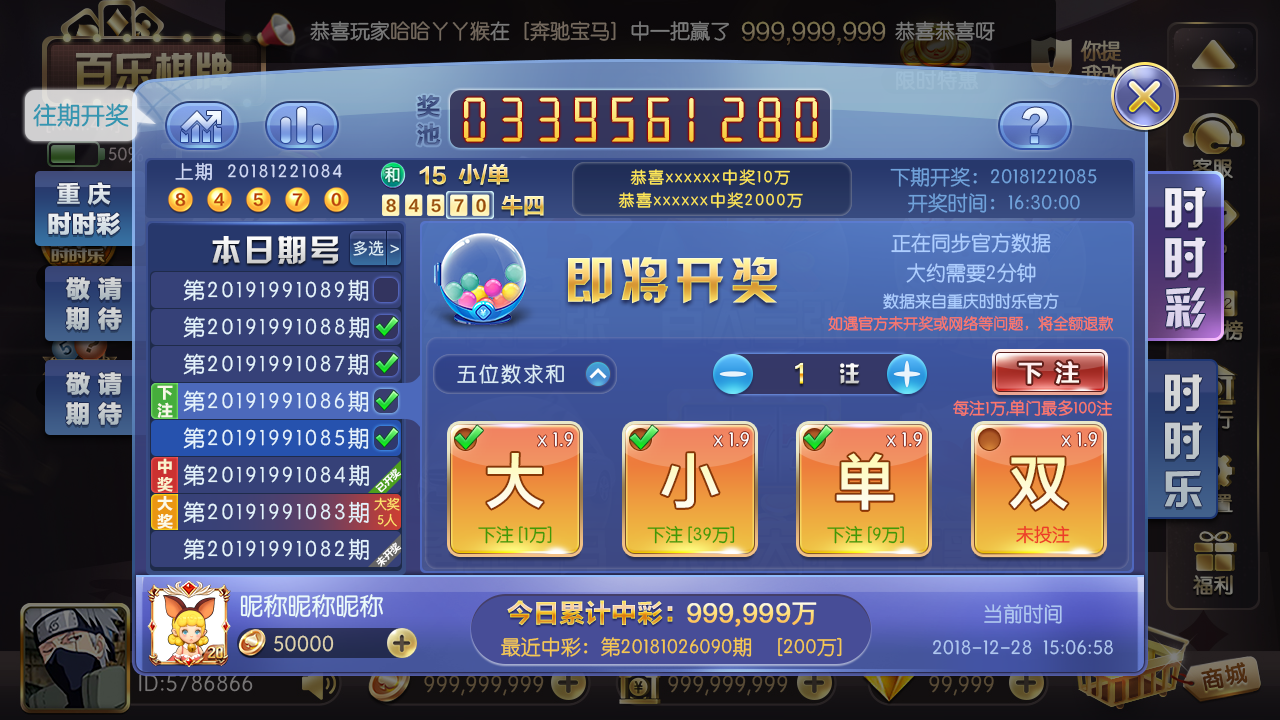 恭喜玩家哈哈丫丫猴在 [奔驰宝马] 中一把赢了 999,999,999 恭喜恭喜呀
百乐棋牌
限时特惠
你提
我改
往期开奖
奖池
0339561280
?
50%
客服
上期 20181221084
8 4 5 7 0
和 15 小/单
8 4 5 7 0 牛四
恭喜xxxxxx中奖10万
恭喜xxxxxx中奖2000万
下期开奖：20181221085
开奖时间：16:30:00
重庆
时时彩
时时乐
敬请
期待
敬请
期待
本日期号
多选 >
第20191991089期
第20191991088期
第20191991087期
下注
第20191991086期
第20191991085期
中奖
第20191991084期
已开奖
大奖
第20191991083期
大奖
5人
第20191991082期
未开奖
即将开奖
正在同步官方数据
大约需要2分钟
数据来自重庆时时乐官方
如遇官方未开奖或网络等问题，将全额退款
五位数求和
1 注
下注
每注1万,单门最多100注
x 1.9
大
下注 [1万]
x 1.9
小
下注 [39万]
x 1.9
单
下注 [9万]
x 1.9
双
未投注
时时彩
时时乐
榜
行
置
福利
昵称昵称昵称
50000
20
今日累计中彩：999,999万
最近中彩：第20181026090期 [200万]
当前时间
2018-12-28 15:06:58
ID:5786866
999,999,999
999,999,999
99,999
商城